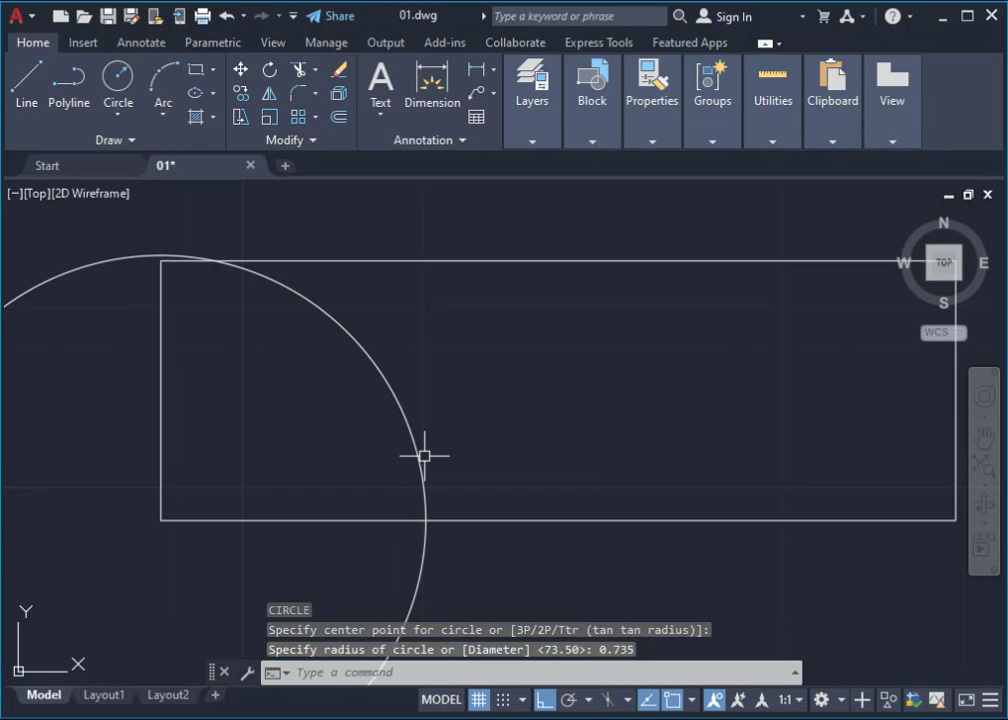 A Share 01.dwg Type a keyword or phrase Sign In
Home Insert Annotate Parametric View Manage Output Add-ins Collaborate Express Tools Featured Apps
Line Polyline Circle Arc Text Dimension Layers Block Properties Groups Utilities Clipboard View
Draw Modify Annotation
Start 01*
[−][Top][2D Wireframe]
N
W TOP E
S
WCS
Y
X
CIRCLE
Specify center point for circle or [3P/2P/Ttr (tan tan radius)]:
Specify radius of circle or [Diameter] <73.50>: 0.735
Type a command
Model Layout1 Layout2 + MODEL 1:1